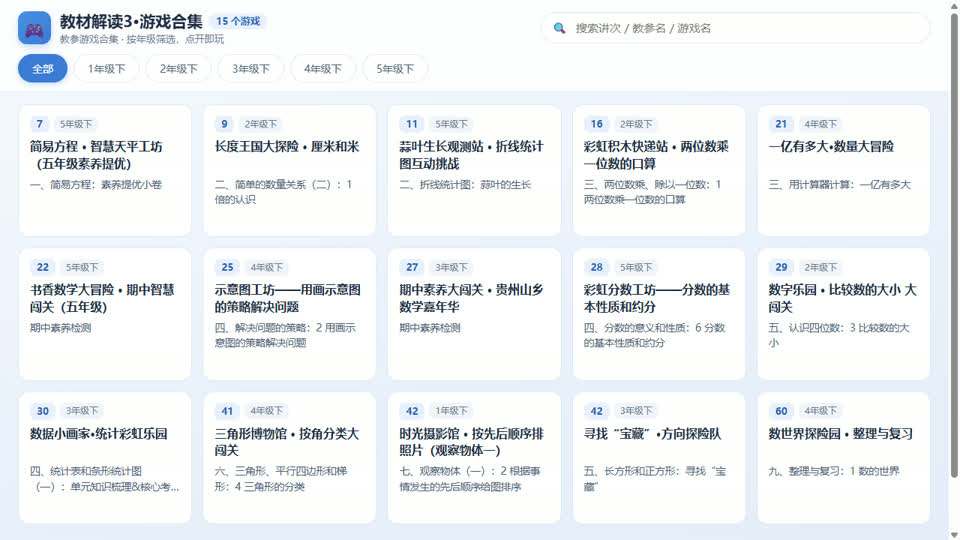 教材解读3•游戏合集
15 个游戏
教参游戏合集 · 按年级筛选，点开即玩
搜索讲次 / 教参名 / 游戏名
全部
1年级下
2年级下
3年级下
4年级下
5年级下
7
5年级下
简易方程 • 智慧天平工坊
（五年级素养提优）
一、简易方程：素养提优小卷
9
2年级下
长度王国大探险 • 厘米和米
二、简单的数量关系（二）：1
倍的认识
11
5年级下
蒜叶生长观测站 • 折线统计
图互动挑战
二、折线统计图：蒜叶的生长
16
2年级下
彩虹积木快递站 • 两位数乘
一位数的口算
三、两位数乘、除以一位数：1
两位数乘一位数的口算
21
4年级下
一亿有多大•数量大冒险
三、用计算器计算：一亿有多大
22
5年级下
书香数学大冒险 • 期中智慧
闯关（五年级）
期中素养检测
25
4年级下
示意图工坊——用画示意图
的策略解决问题
四、解决问题的策略：2 用画示
意图的策略解决问题
27
3年级下
期中素养大闯关 • 贵州山乡
数学嘉年华
期中素养检测
28
5年级下
彩虹分数工坊——分数的基
本性质和约分
四、分数的意义和性质：6 分数
的基本性质和约分
29
2年级下
数字乐园 • 比较数的大小 大
闯关
五、认识四位数：3 比较数的大
小
30
3年级下
数据小画家•统计彩虹乐园
四、统计表和条形统计图
（一）：单元知识梳理&核心考...
41
4年级下
三角形博物馆 • 按角分类大
闯关
六、三角形、平行四边形和梯
形：4 三角形的分类
42
1年级下
时光摄影馆 • 按先后顺序排
照片（观察物体一）
七、观察物体（一）：2 根据事
情发生的先后顺序给图排序
42
3年级下
寻找“宝藏”•方向探险队
五、长方形和正方形：寻找“宝
藏”
60
4年级下
数世界探险园 • 整理与复习
九、整理与复习：1 数的世界